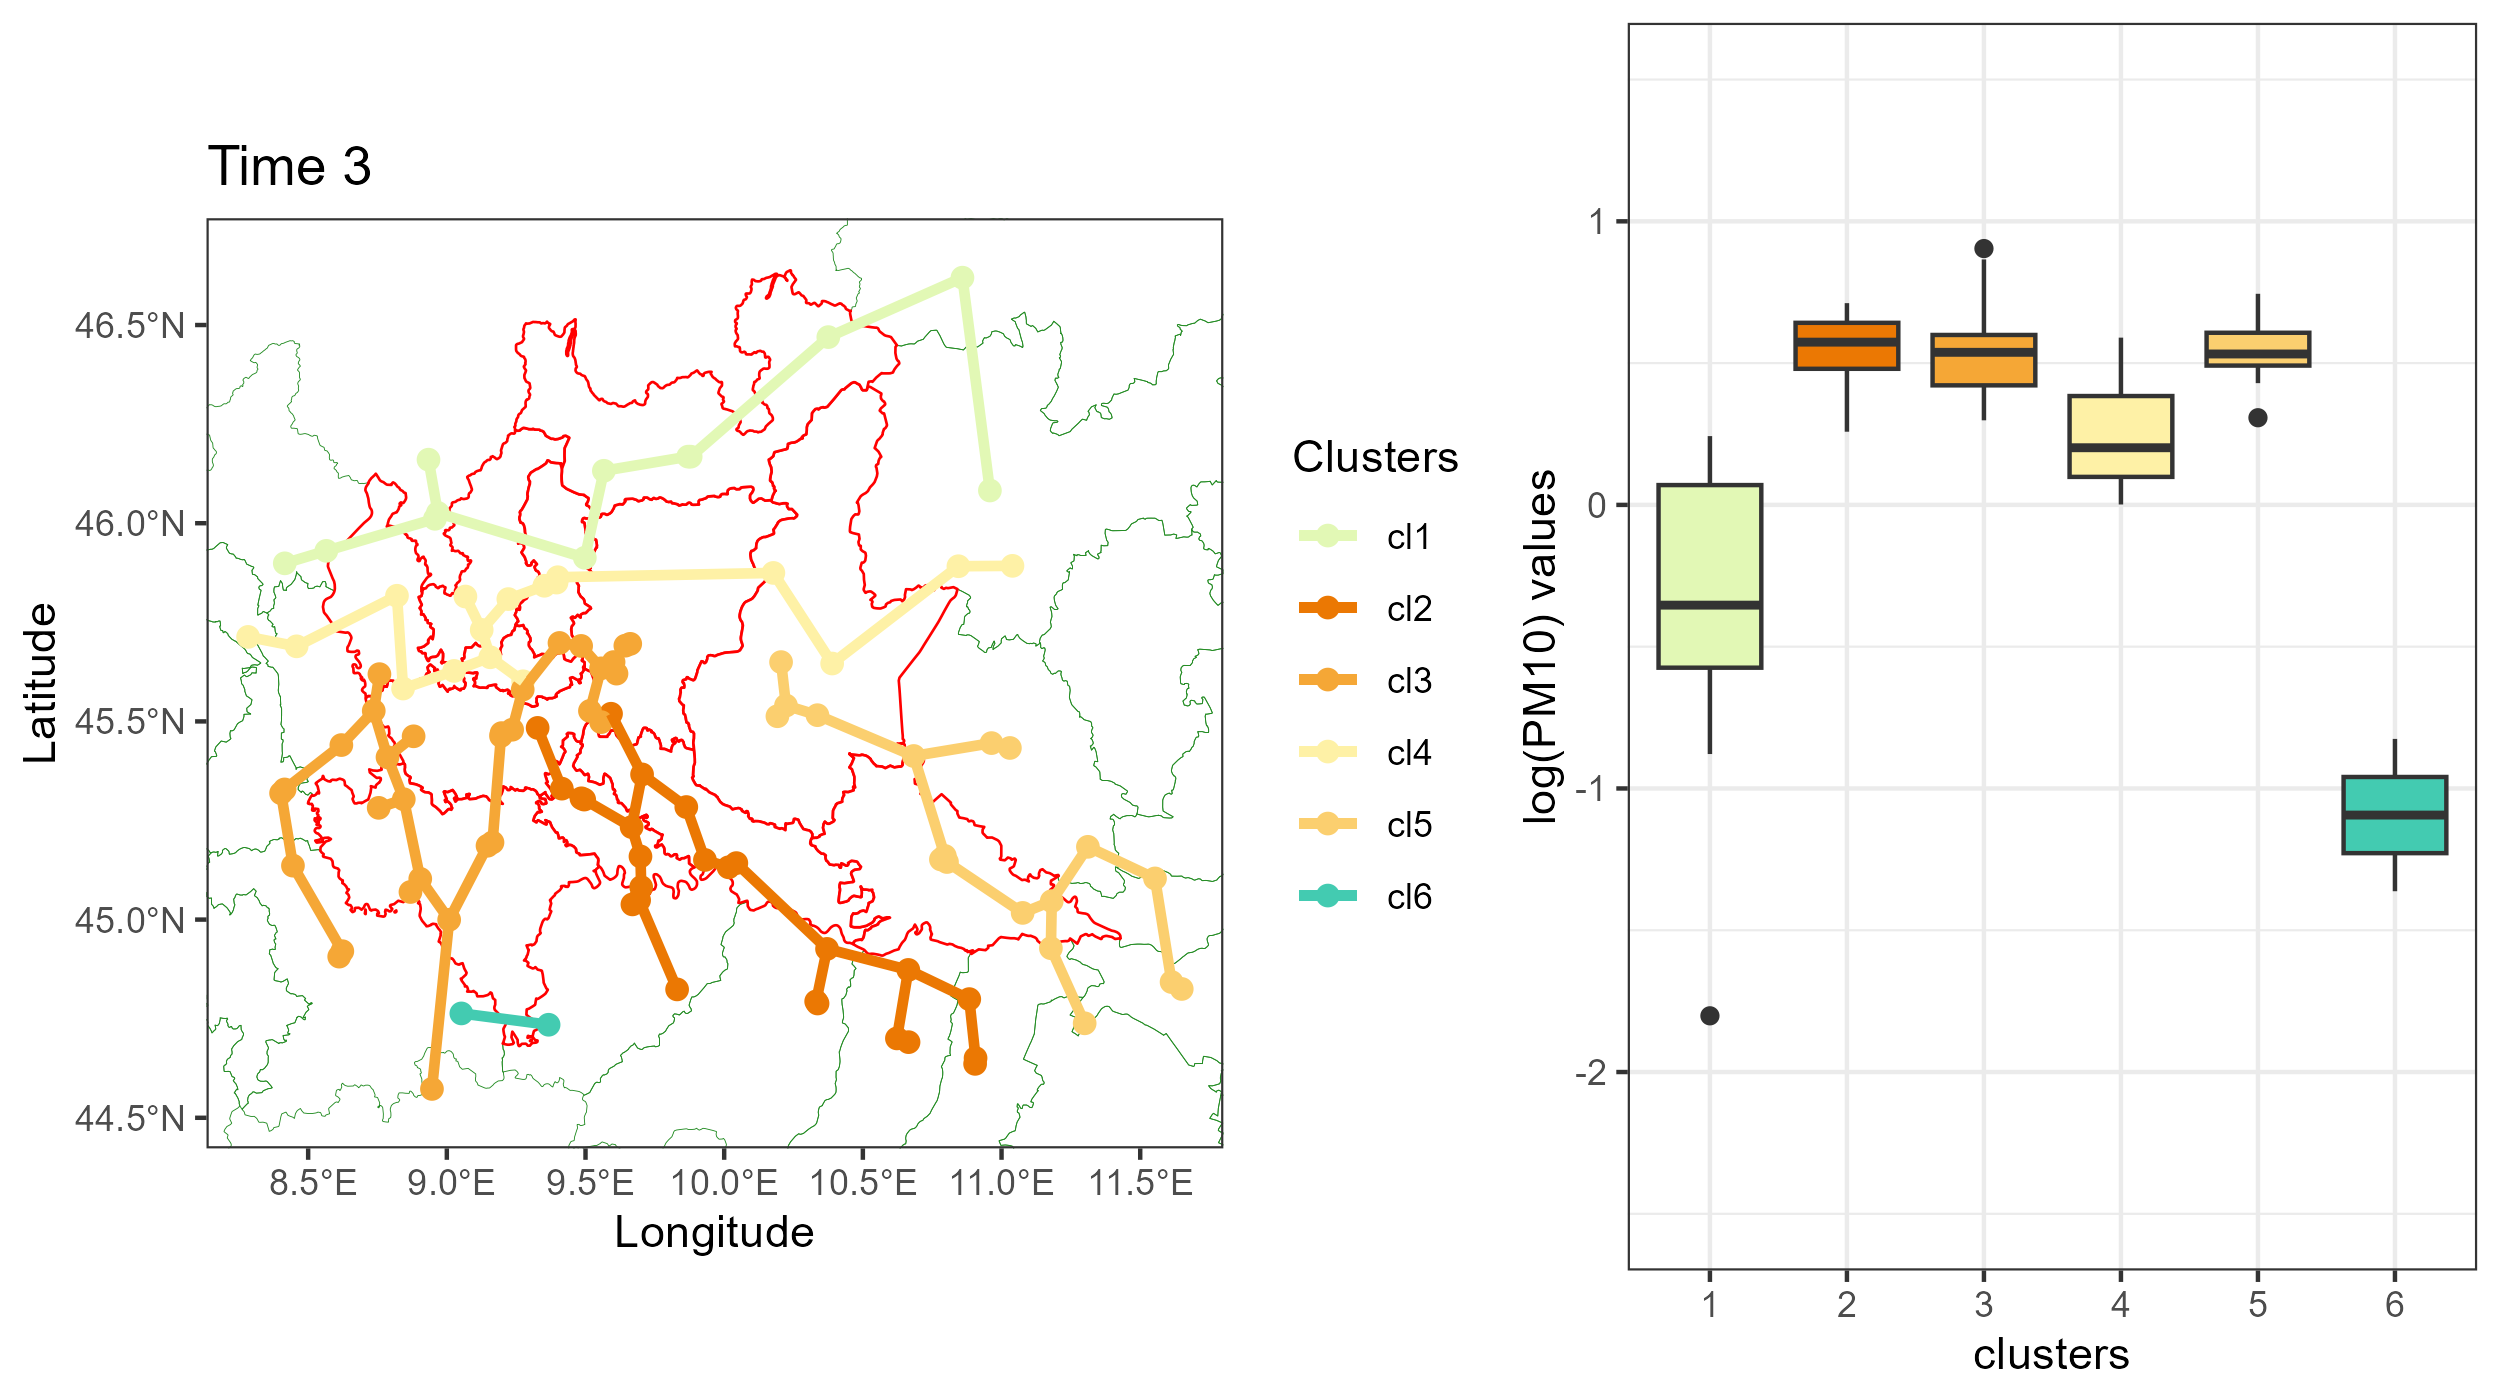 Time 3
46.5°N
46.0°N
45.5°N
45.0°N
44.5°N
Latitude
8.5°E 9.0°E 9.5°E 10.0°E 10.5°E 11.0°E 11.5°E
Longitude
Clusters
cl1
cl2
cl3
cl4
cl5
cl6
log(PM10) values
1
0
-1
-2
1 2 3 4 5 6
clusters